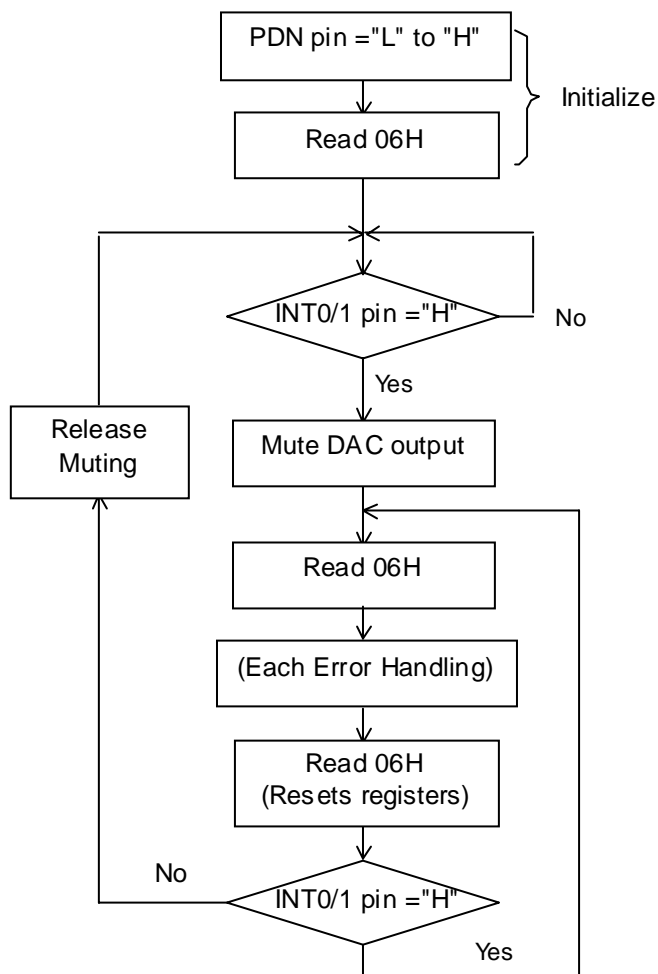 PDN pin ="L" to "H"
Initialize
Read 06H
INT0/1 pin ="H"
No
Yes
Release
Muting
Mute DAC output
Read 06H
(Each Error Handling)
Read 06H
(Resets registers)
No
INT0/1 pin ="H"
Yes